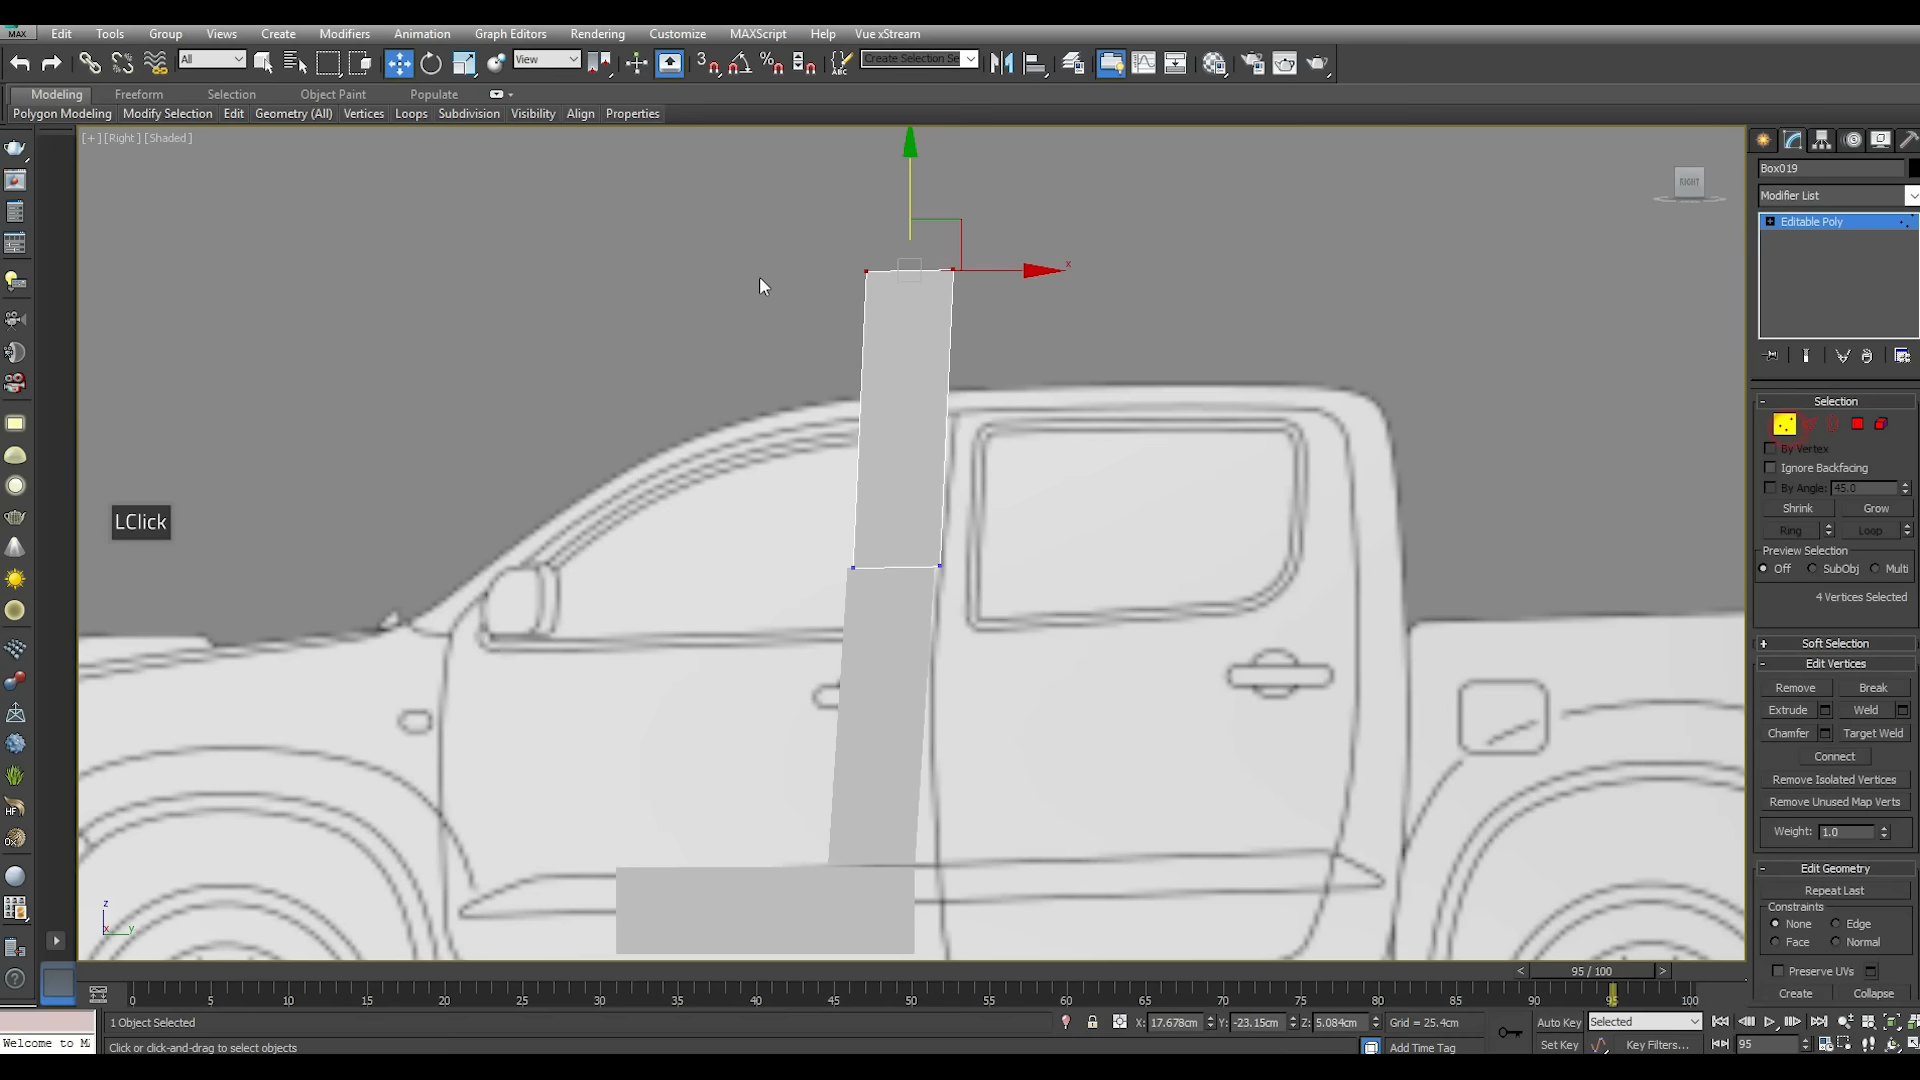 MAX Edit Tools Group Views Create Modifiers Animation Graph Editors Rendering Customize MAXScript Help Vue xStream
All View Create Selection Se
Modeling Freeform Selection Object Paint Populate
Polygon Modeling Modify Selection Edit Geometry (All) Vertices Loops Subdivision Visibility Align Properties
[+] [Right] [Shaded]
RIGHT
x
LClick
z
x y
Box019
Modifier List
Editable Poly
Selection
By Vertex
Ignore Backfacing
By Angle: 45.0
Shrink Grow
Ring Loop
Preview Selection
Off SubObj Multi
4 Vertices Selected
Soft Selection
Edit Vertices
Remove Break
Extrude Weld
Chamfer Target Weld
Connect
Remove Isolated Vertices
Remove Unused Map Verts
Weight: 1.0
Edit Geometry
Repeat Last
Constraints
None Edge
Face Normal
Preserve UVs
Create Collapse
< 95 / 100 >
0 5 10 15 20 25 30 35 40 45 50 55 60 65 70 75 80 85 90 95 100
1 Object Selected X: 17.678cm Y: -23.15cm Z: 5.084cm Grid = 25.4cm Auto Key Selected
Welcome to Click or click-and-drag to select objects Add Time Tag Set Key Key Filters... 95